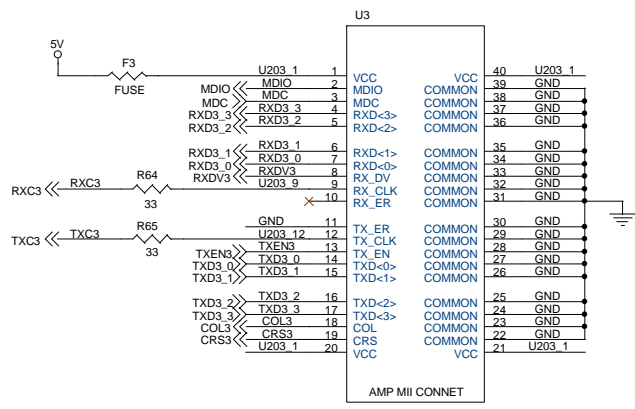 U3
5V
F3
FUSE
U203_1 1 VCC VCC 40 U203_1
MDIO MDIO 2 MDIO COMMON 39 GND
MDC MDC 3 MDC COMMON 38 GND
RXD3_3 RXD3_3 4 RXD<3> COMMON 37 GND
RXD3_2 RXD3_2 5 RXD<2> COMMON 36 GND
RXD3_1 RXD3_1 6 RXD<1> COMMON 35 GND
RXD3_0 RXD3_0 7 RXD<0> COMMON 34 GND
RXDV3 RXDV3 8 RX_DV COMMON 33 GND
RXC3 RXC3 R64 33 U203_9 9 RX_CLK COMMON 32 GND
10 RX_ER COMMON 31 GND
GND 11 TX_ER COMMON 30 GND
TXC3 TXC3 R65 33 U203_12 12 TX_CLK COMMON 29 GND
TXEN3 TXEN3 13 TX_EN COMMON 28 GND
TXD3_0 TXD3_0 14 TXD<0> COMMON 27 GND
TXD3_1 TXD3_1 15 TXD<1> COMMON 26 GND
TXD3_2 TXD3_2 16 TXD<2> COMMON 25 GND
TXD3_3 TXD3_3 17 TXD<3> COMMON 24 GND
COL3 COL3 18 COL COMMON 23 GND
CRS3 CRS3 19 CRS COMMON 22 GND
U203_1 20 VCC VCC 21 U203_1
AMP MII CONNET